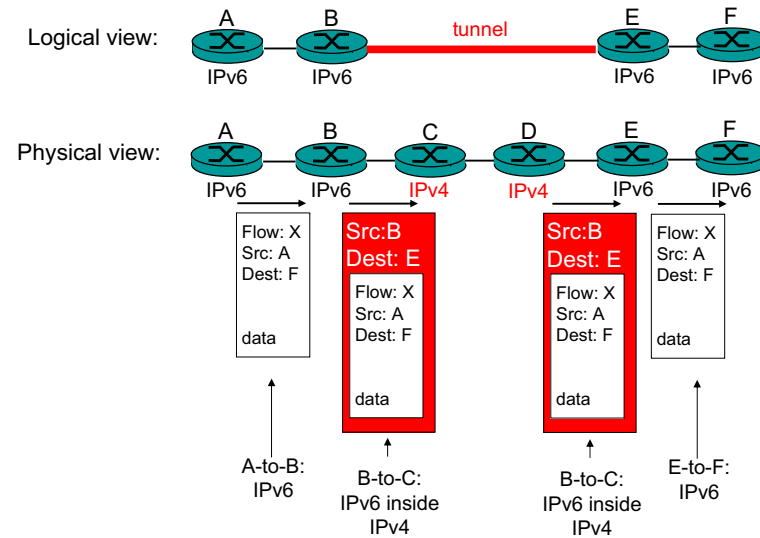 A B E F
Logical view: tunnel
IPv6 IPv6 IPv6 IPv6
A B C D E F
Physical view:
IPv6 IPv6 IPv4 IPv4 IPv6 IPv6
Flow: X
Src: A
Dest: F
data
Src:B
Dest: E
Flow: X
Src: A
Dest: F
data
Src:B
Dest: E
Flow: X
Src: A
Dest: F
data
Flow: X
Src: A
Dest: F
data
A-to-B:
IPv6
B-to-C:
IPv6 inside
IPv4
B-to-C:
IPv6 inside
IPv4
E-to-F:
IPv6